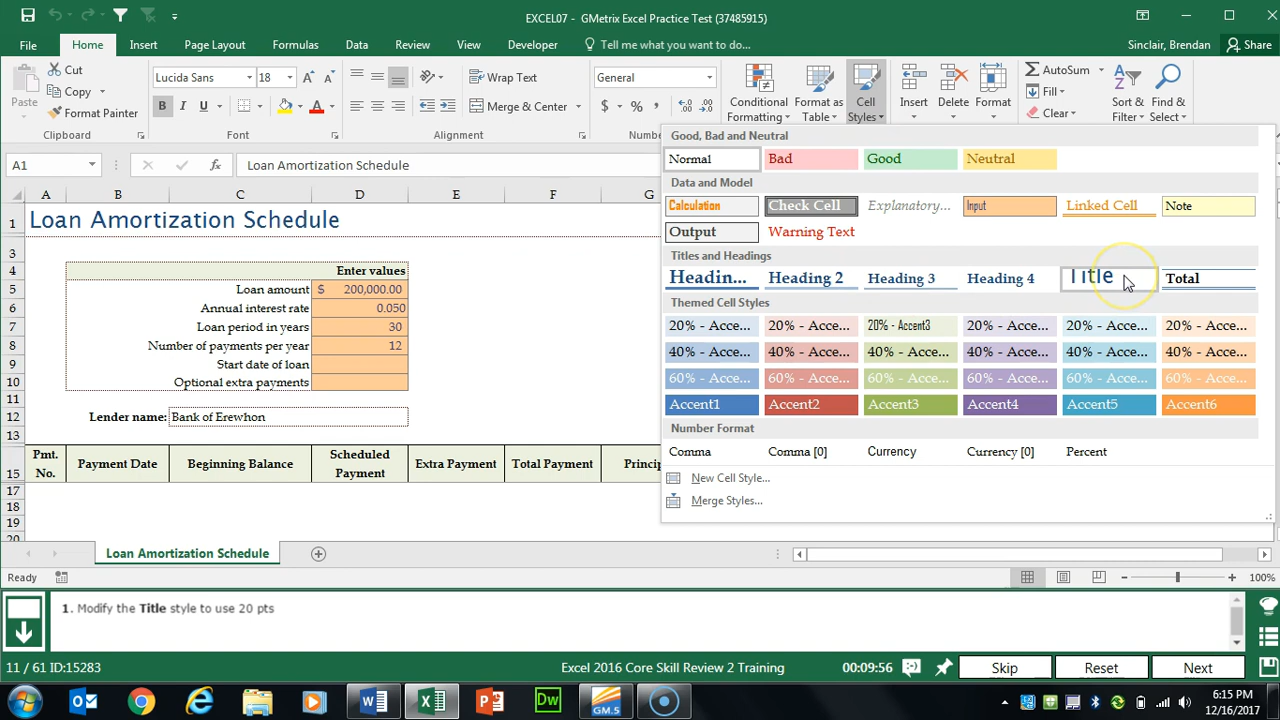 EXCEL07 - GMetrix Excel Practice Test (37484915)
File Home Insert Page Layout Formulas Data Review View Developer Tell me what you want to do... Sinclair, Brendan Share
Paste Cut Copy Format Painter
Clipboard
Lucida Sans 18 A A
B I U A
Font
Wrap Text
Merge & Center
Alignment
General
$ % ,
Conditional Formatting
Format as Table
Cell Styles
Insert Delete Format
AutoSum Fill Clear
Sort & Filter
Find & Select
A1 fx Loan Amortization Schedule
A B C D E F G
1 Loan Amortization Schedule
3
4 Enter values
5 Loan amount $ 200,000.00
6 Annual interest rate 0.050
7 Loan period in years 30
8 Number of payments per year 12
9 Start date of loan
10 Optional extra payments
11
12 Lender name: Bank of Erewhon
13
15 Pmt. No. Payment Date Beginning Balance Scheduled Payment Extra Payment Total Payment Princip
17
18
19
20
Good, Bad and Neutral
Normal Bad Good Neutral
Data and Model
Calculation Check Cell Explanatory... Input Linked Cell Note
Output Warning Text
Titles and Headings
Headin... Heading 2 Heading 3 Heading 4 Title Total
Themed Cell Styles
20% - Acce... 20% - Acce... 20% - Accent3 20% - Acce... 20% - Acce... 20% - Acce...
40% - Acce... 40% - Acce... 40% - Acce... 40% - Acce... 40% - Acce... 40% - Acce...
60% - Acce... 60% - Acce... 60% - Acce... 60% - Acce... 60% - Acce... 60% - Acce...
Accent1 Accent2 Accent3 Accent4 Accent5 Accent6
Number Format
Comma Comma [0] Currency Currency [0] Percent
New Cell Style...
Merge Styles...
Loan Amortization Schedule
Ready 100%
1. Modify the Title style to use 20 pts
11 / 61 ID:15283 Excel 2016 Core Skill Review 2 Training 00:09:56 Skip Reset Next
Dw GM.5 6:15 PM
12/16/2017